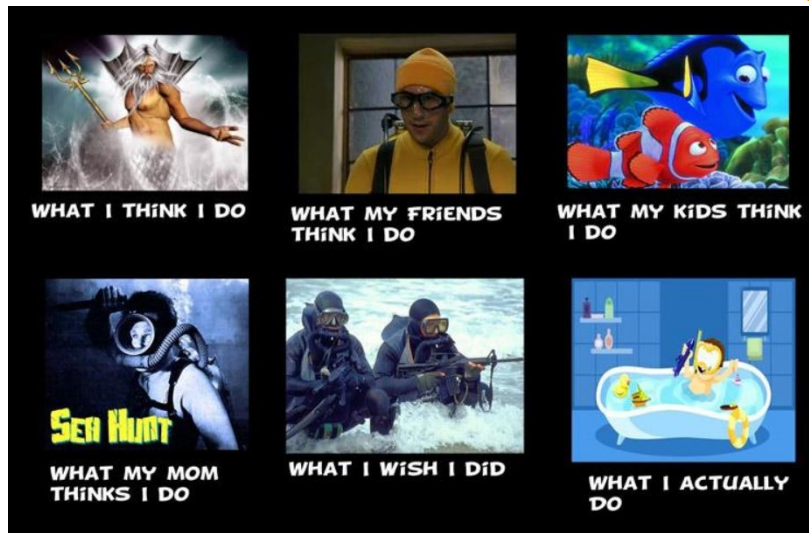 WHAT I THINK I DO
WHAT MY FRIENDS
THINK I DO
WHAT MY KIDS THINK
I DO
SEA HUNT
WHAT MY MOM
THINKS I DO
WHAT I WISH I DID
WHAT I ACTUALLY
DO